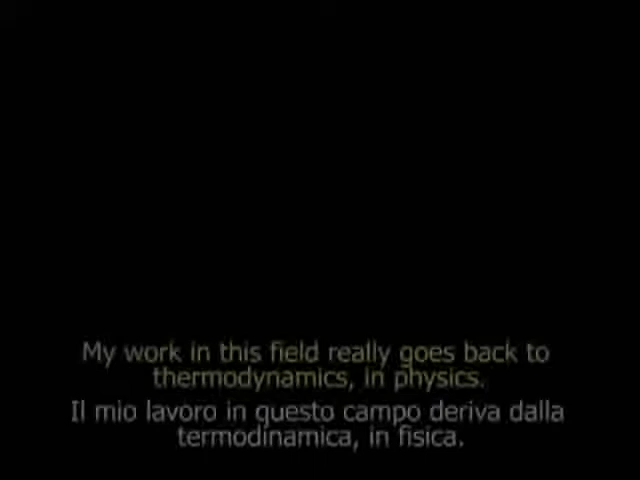 My work in this field really goes back to
thermodynamics, in physics.
Il mio lavoro in questo campo deriva dalla
termodinamica, in fisica.